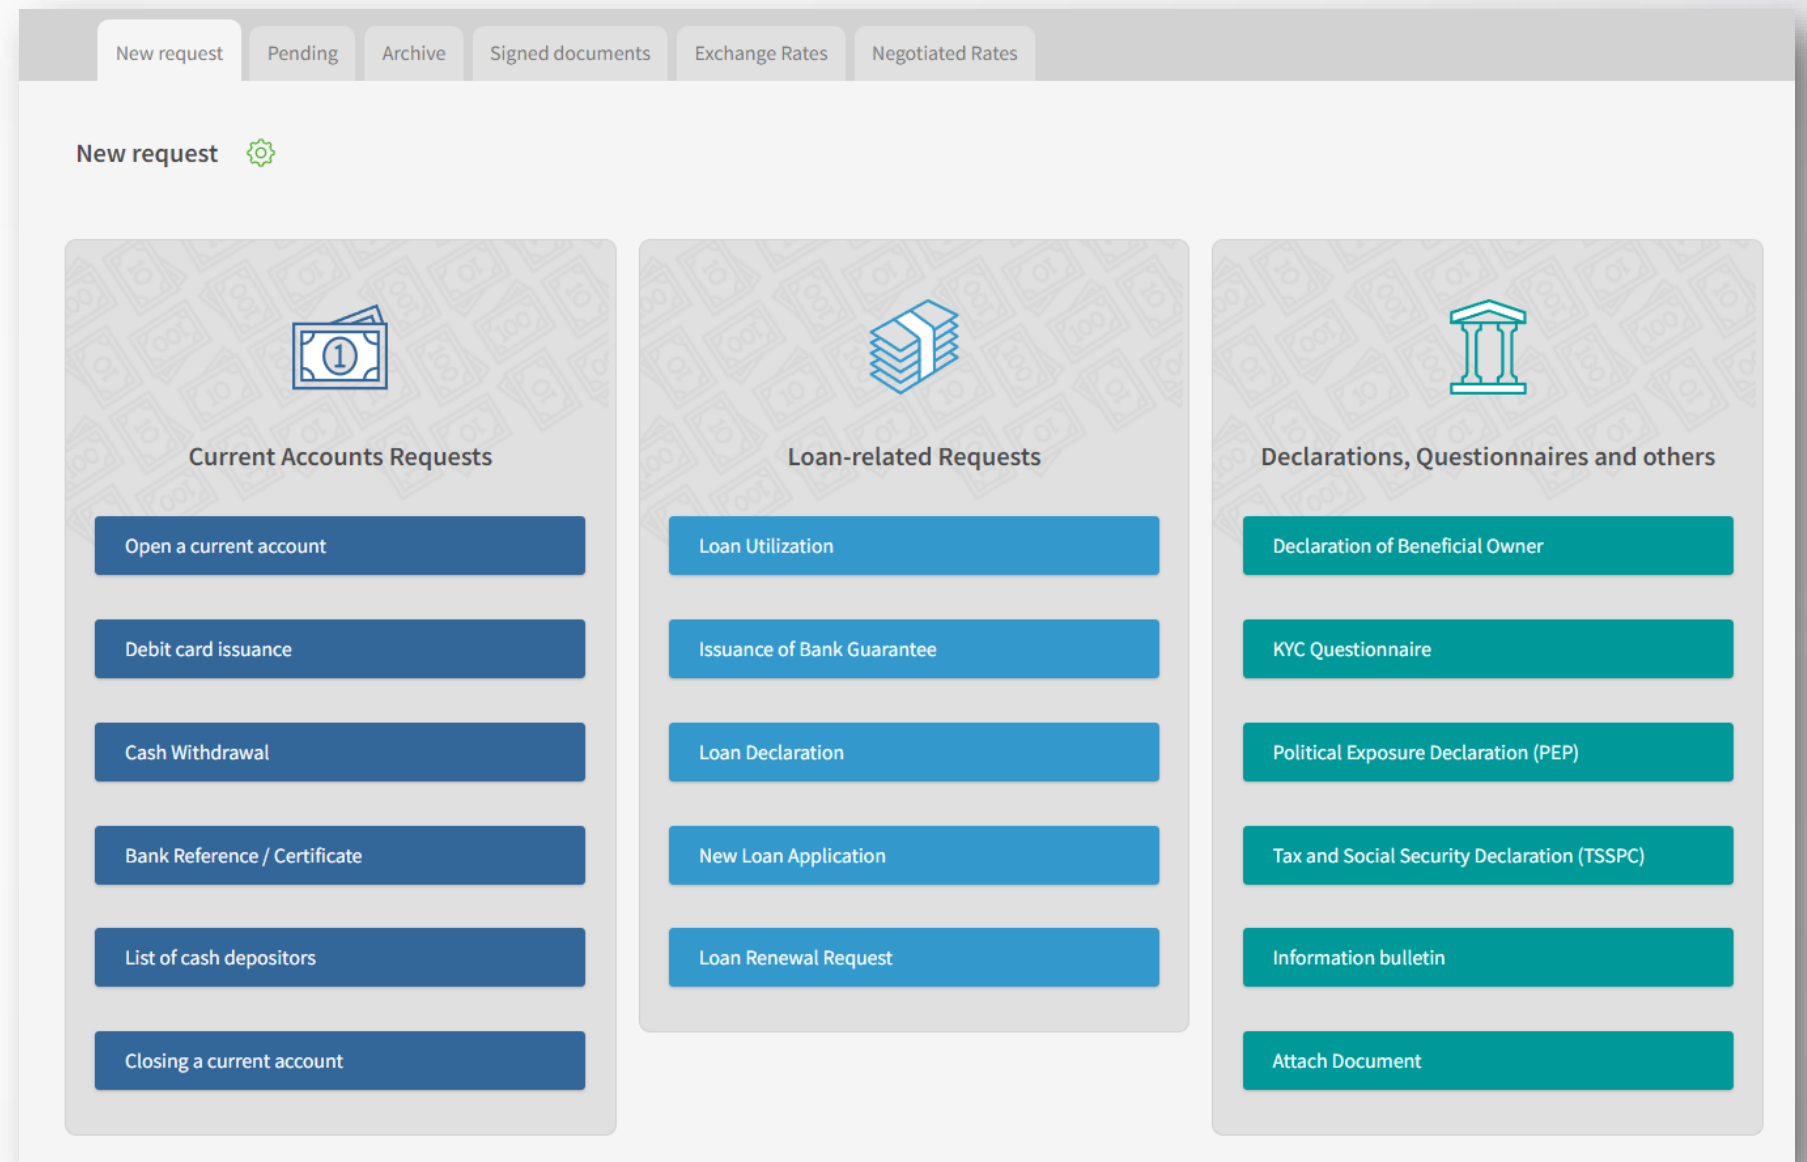 New request
Pending
Archive
Signed documents
Exchange Rates
Negotiated Rates
New request
Current Accounts Requests
Open a current account
Debit card issuance
Cash Withdrawal
Bank Reference / Certificate
List of cash depositors
Closing a current account
Loan-related Requests
Loan Utilization
Issuance of Bank Guarantee
Loan Declaration
New Loan Application
Loan Renewal Request
Declarations, Questionnaires and others
Declaration of Beneficial Owner
KYC Questionnaire
Political Exposure Declaration (PEP)
Tax and Social Security Declaration (TSSPC)
Information bulletin
Attach Document